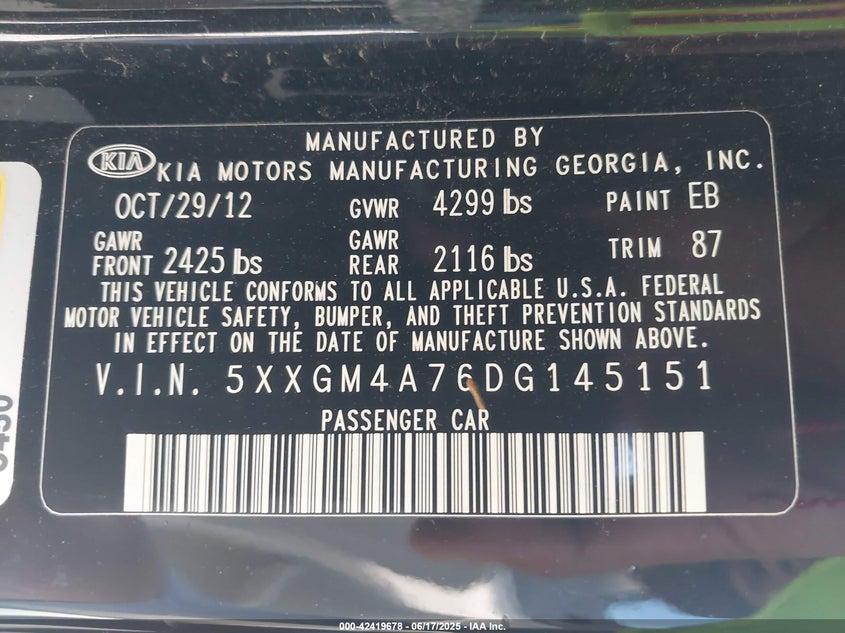 MANUFACTURED BY
KIA KIA MOTORS MANUFACTURING GEORGIA, INC.
OCT/29/12 GVWR 4299 lbs PAINT EB
GAWR FRONT 2425 lbs GAWR REAR 2116 lbs TRIM 87
THIS VEHICLE CONFORMS TO ALL APPLICABLE U.S.A. FEDERAL
MOTOR VEHICLE SAFETY, BUMPER, AND THEFT PREVENTION STANDARDS
IN EFFECT ON THE DATE OF MANUFACTURE SHOWN ABOVE.
V.I.N. 5XXGM4A76DG145151
PASSENGER CAR
000-42419678 - 06/17/2025 - IAA Inc.